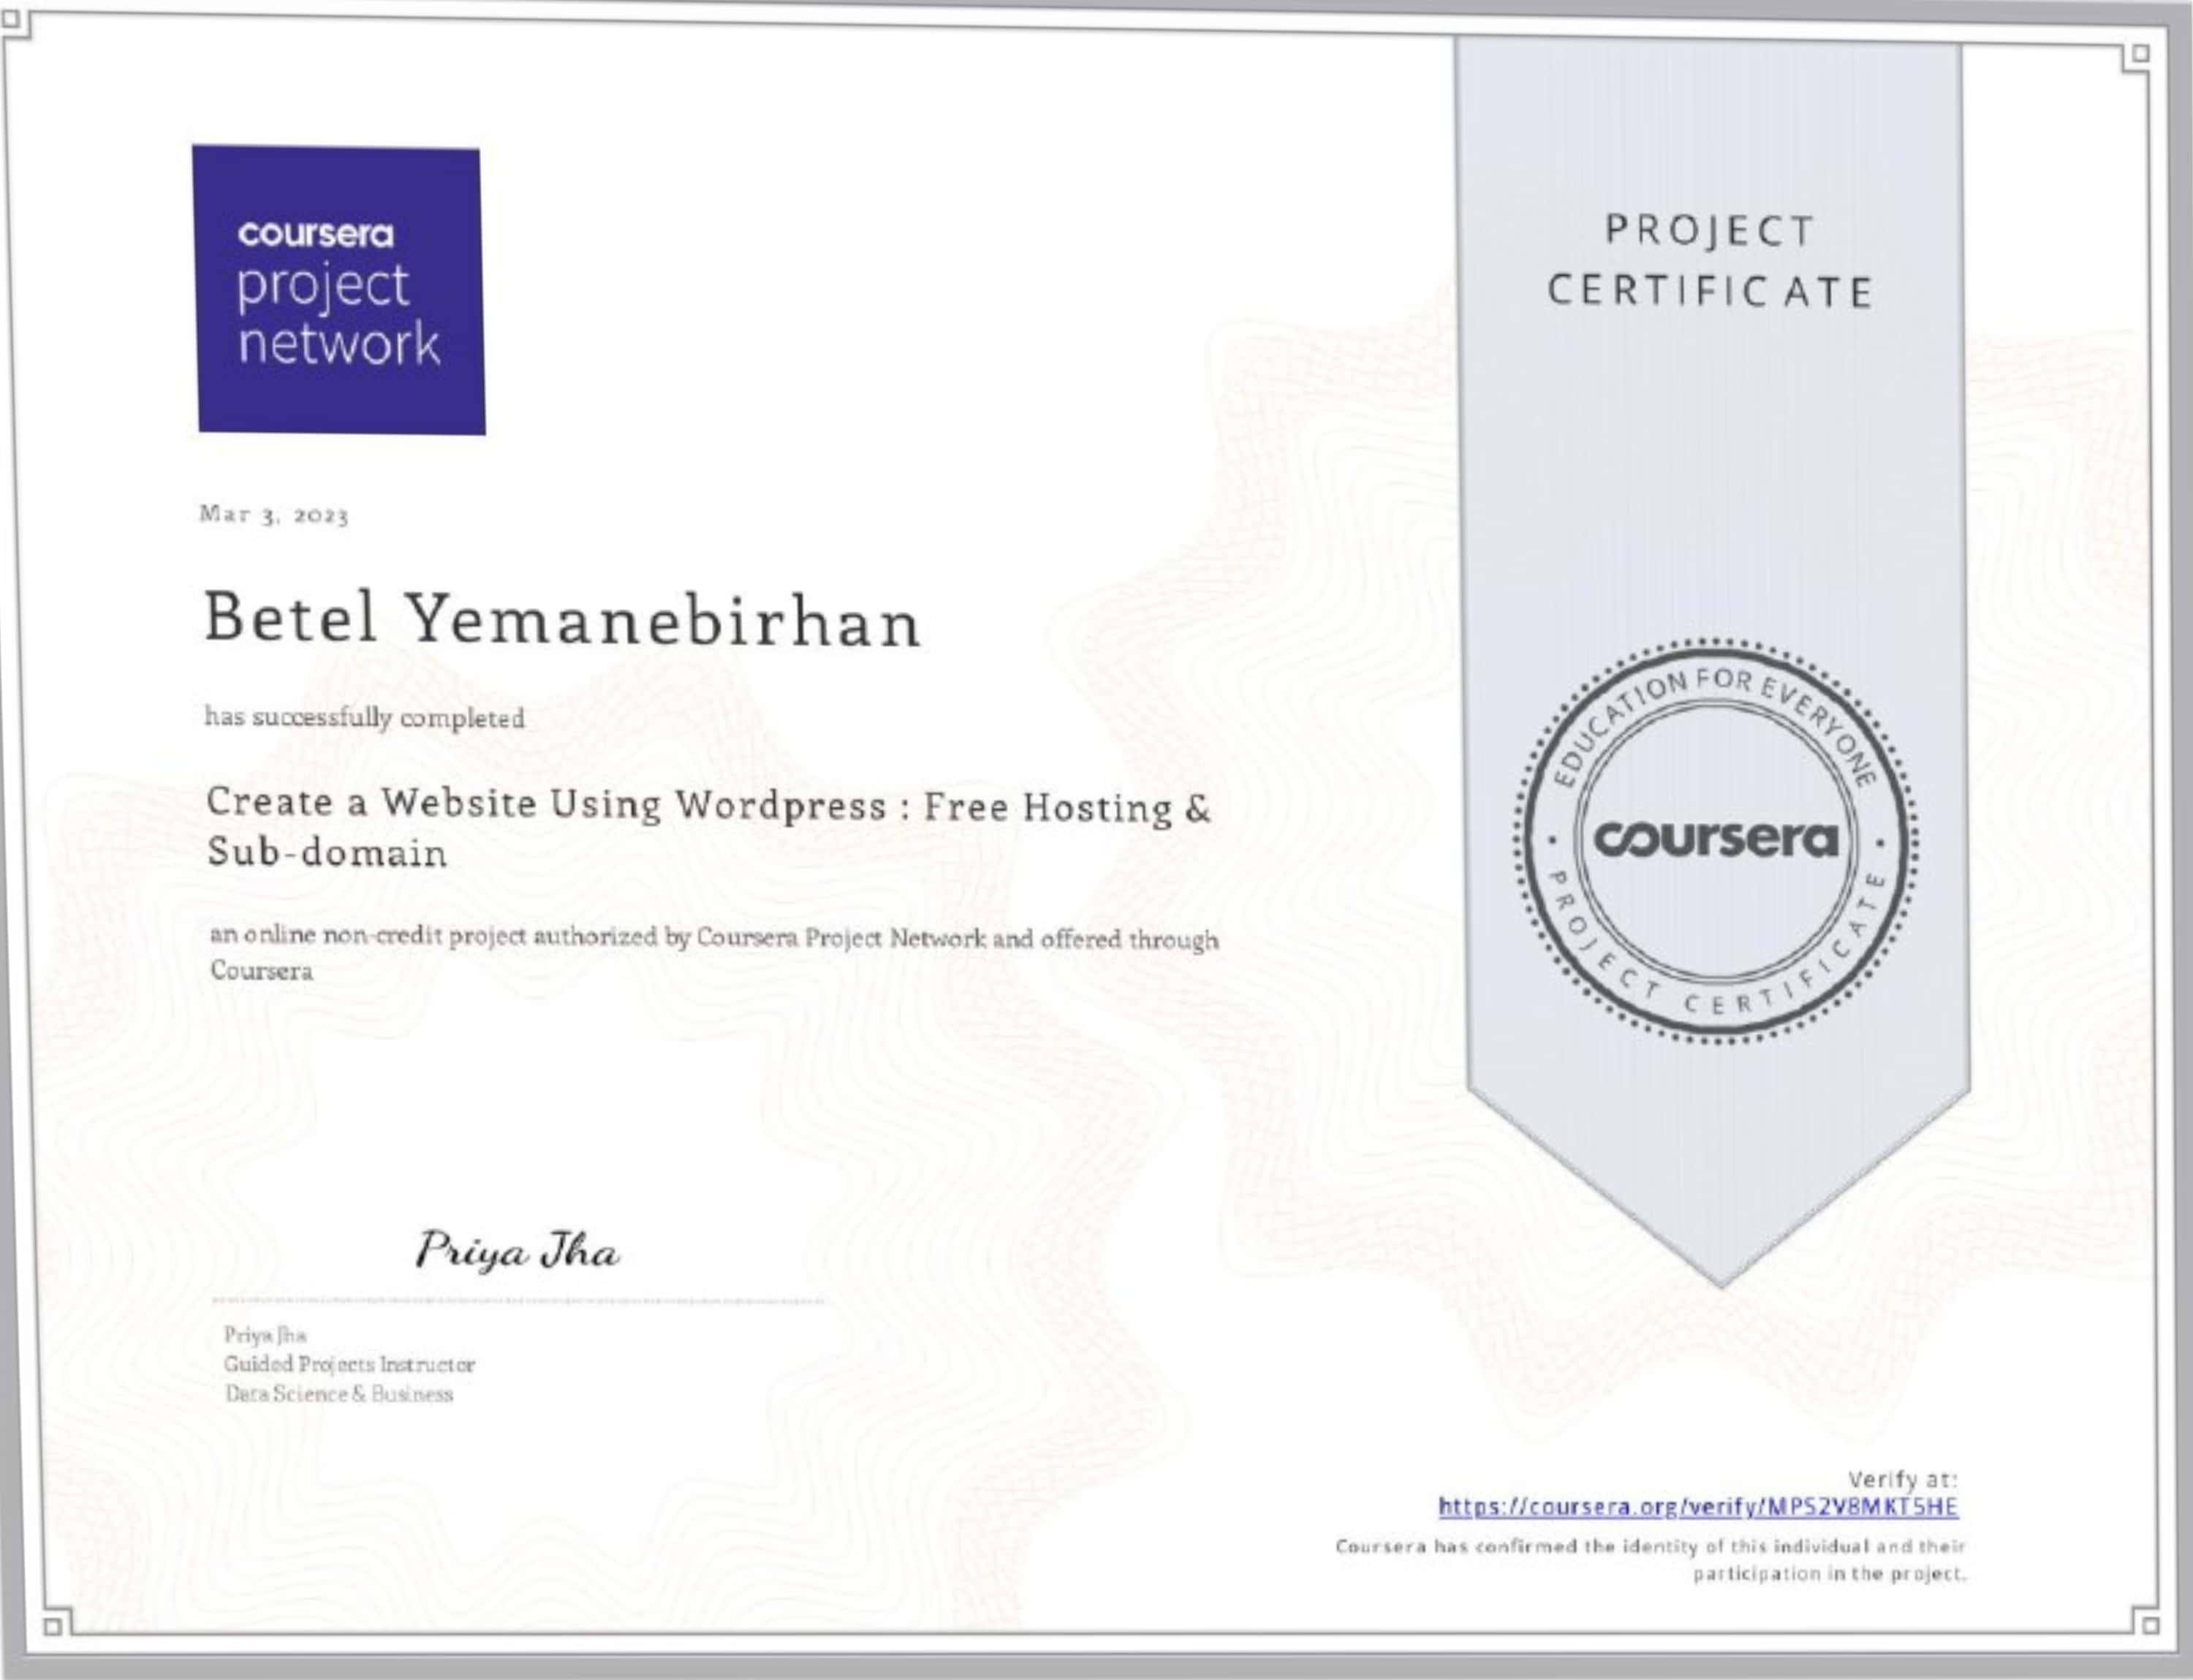 coursera
project
network
PROJECT
CERTIFICATE
Mar 3, 2023
Betel Yemanebirhan
has successfully completed
Create a Website Using Wordpress : Free Hosting &
Sub-domain
an online non-credit project authorized by Coursera Project Network and offered through
Coursera
EDUCATION FOR EVERYONE
coursera
PROJECT CERTIFICATE
Priya Jha
Priya Jha
Guided Projects Instructor
Data Science & Business
Verify at:
https://coursera.org/verify/MPS2V8MKT5HE
Coursera has confirmed the identity of this individual and their
participation in the project.